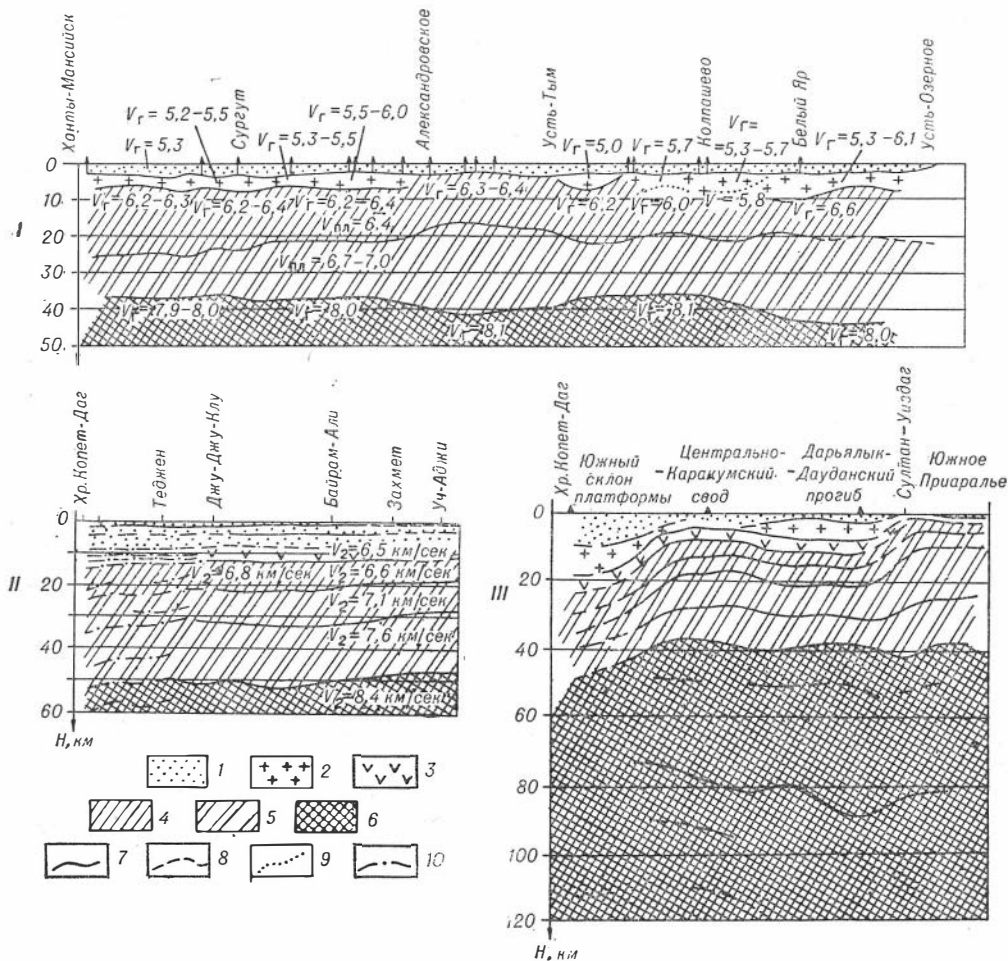 Ханты-Мансийск
Сургут
Александровское
Усть-Тым
Колпашево
Белый Яр
Усть-Озерное
Vг = 5,3
Vг = 5,2–5,5
Vг = 5,3–5,5
Vг = 5,5–6,0
Vг = 5,0
Vг = 5,7
Vг =
= 5,3–5,7
Vг = 5,3–6,1
I
0
10
20
30
40
50
Vг = 6,2–6,3
Vг = 6,2–6,4
Vг = 6,2–6,4
Vг = 6,3–6,4
Vг = 6,2
Vг = 6,0
V = 5,8
Vг = 6,6
Vпл = 6,4
Vпл = 6,7–7,0
Vг = 7,9–8,0
Vг = 8,0
Vг = 8,1
Vг = 8,1
Vг = 8,0
Хр. Копет-Даг
Теджен
Джу-Джу-Клу
Байрам-Али
Захмет
Уч-Аджи
II
0
20
40
60
H, км
V2 = 6,5 км/сек
V2 = 6,8 км/сек
V2 = 6,6 км/сек
V2 = 7,1 км/сек
V2 = 7,6 км/сек
V2 = 8,4 км/сек
Хр. Копет-Даг
Южный
склон
платформы
Центрально-
-Каракумский
свод
Дарьялык-
-Дауданский
прогиб
Султан-Уиздаг
Южное
Приаралье
III
0
20
40
60
80
100
120
H, км
1
2
3
4
5
6
7
8
9
10